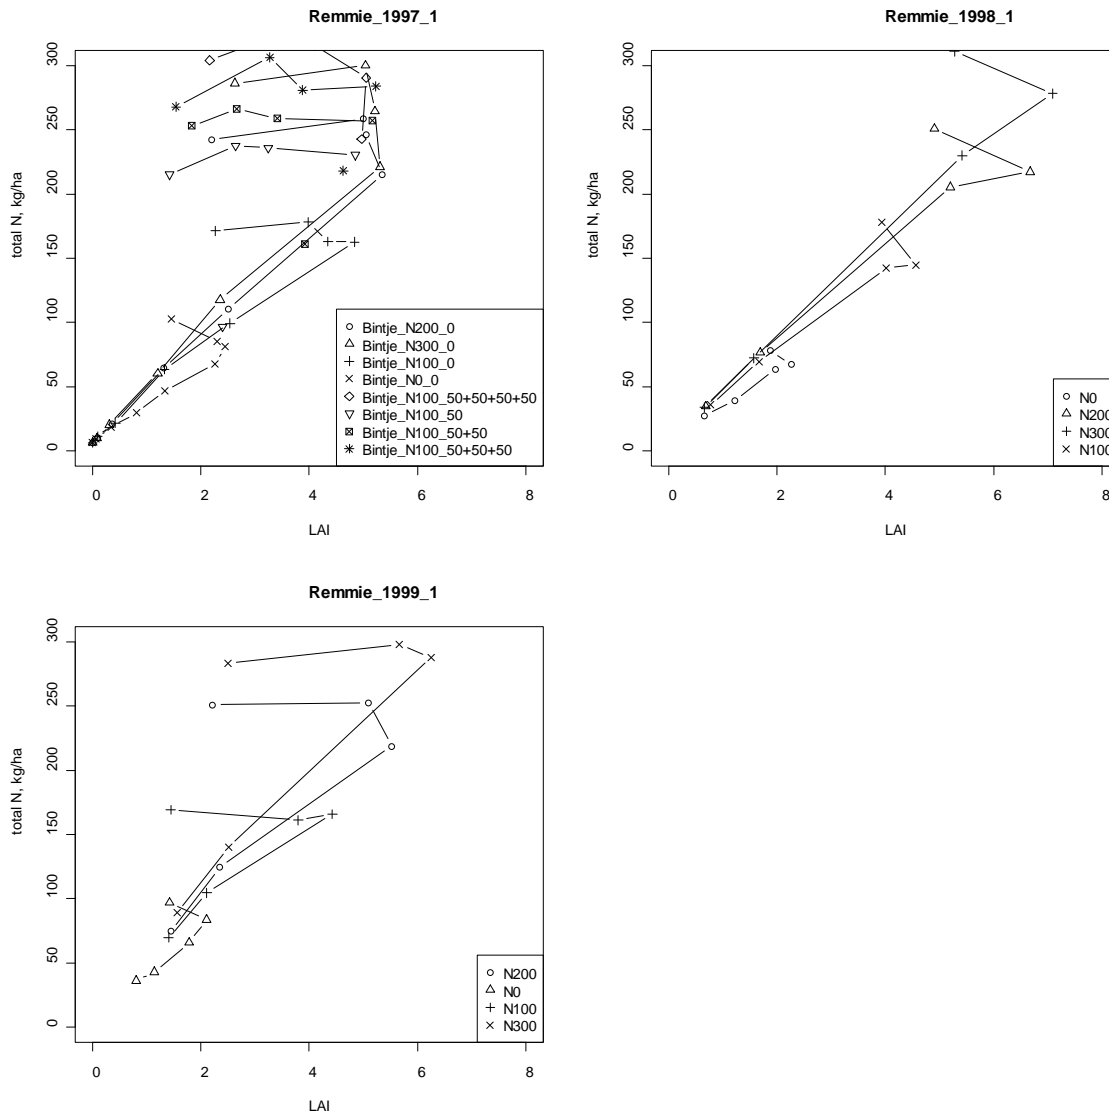 Remmie_1997_1
total N, kg/ha
300
250
200
150
100
50
0
Bintje_N200_0
Bintje_N300_0
Bintje_N100_0
Bintje_N0_0
Bintje_N100_50+50+50+50
Bintje_N100_50
Bintje_N100_50+50
Bintje_N100_50+50+50
0 2 4 6 8
LAI
Remmie_1998_1
total N, kg/ha
300
250
200
150
100
50
0
N0
N200
N300
N100
0 2 4 6 8
LAI
Remmie_1999_1
total N, kg/ha
300
250
200
150
100
50
0
N200
N0
N100
N300
0 2 4 6 8
LAI